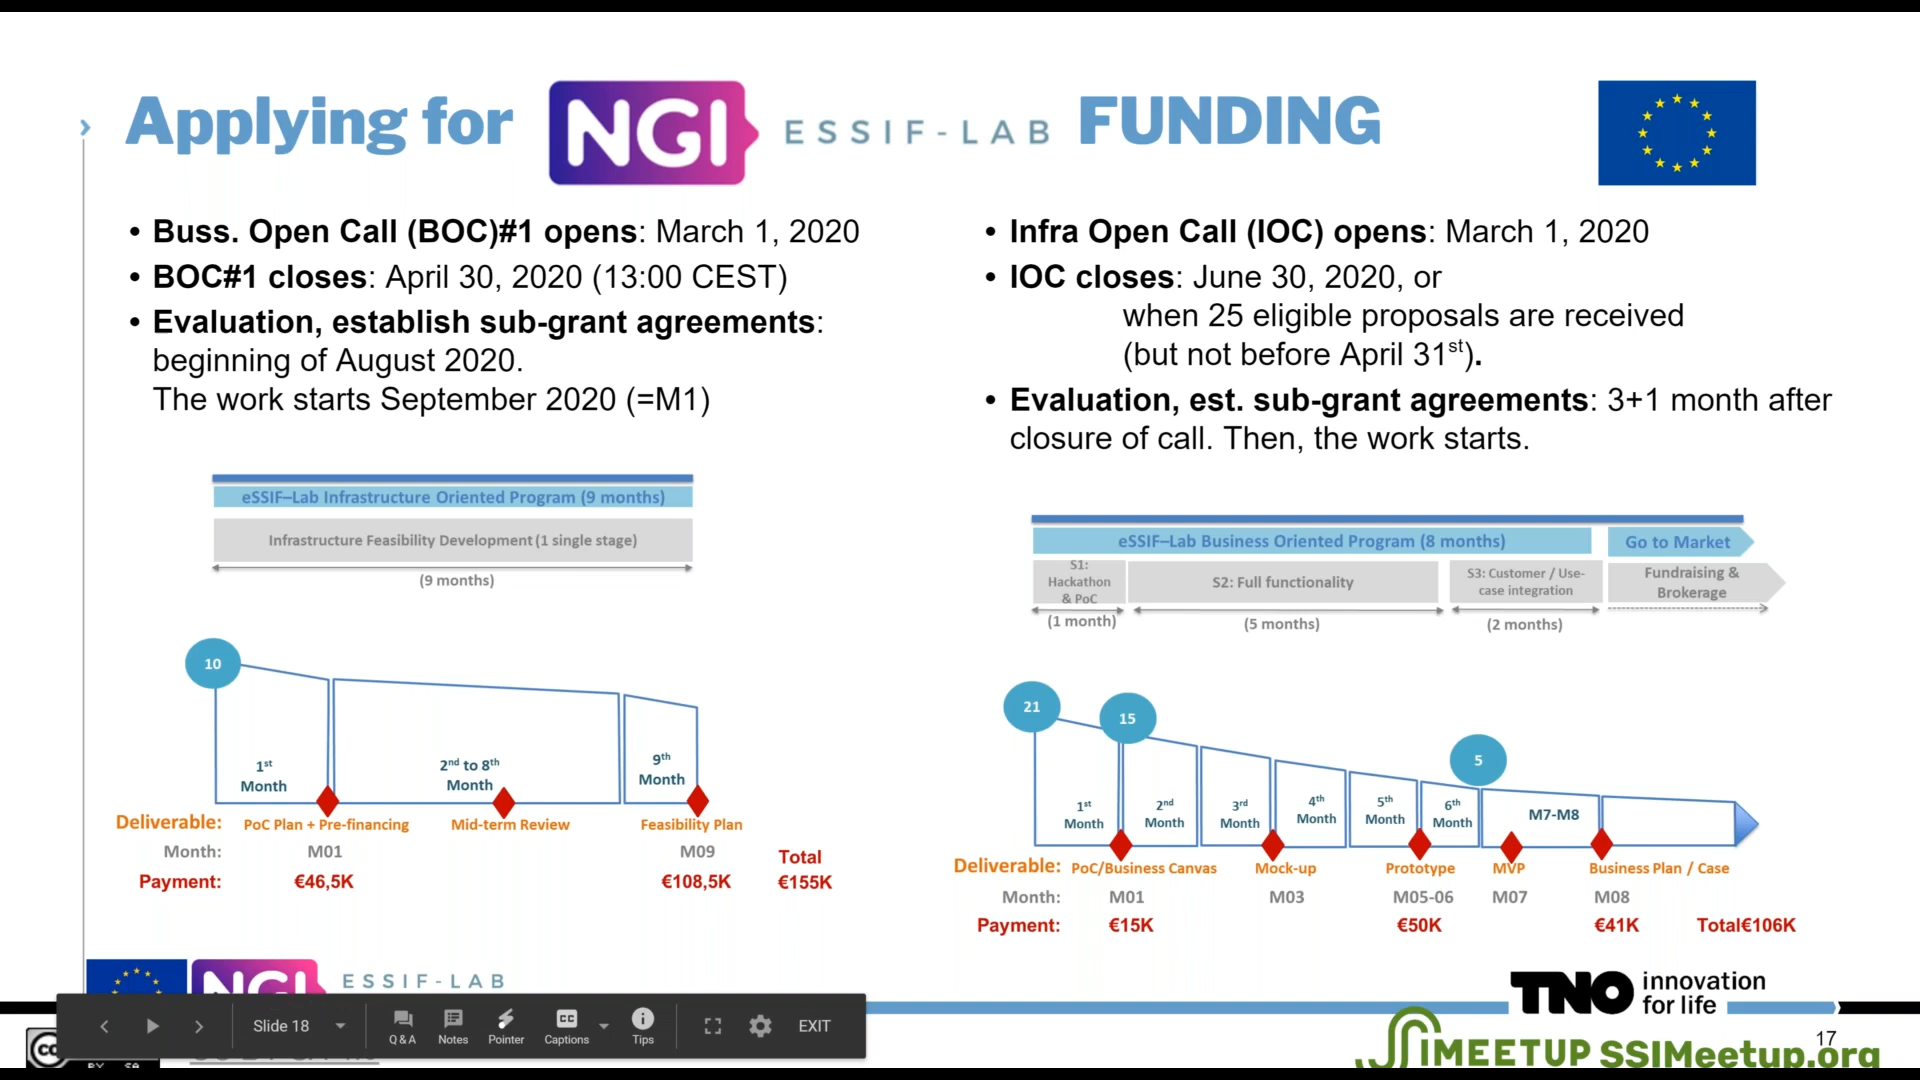 Applying for NGI ESSIF-LAB FUNDING
• Buss. Open Call (BOC)#1 opens: March 1, 2020
• BOC#1 closes: April 30, 2020 (13:00 CEST)
• Evaluation, establish sub-grant agreements:
beginning of August 2020.
The work starts September 2020 (=M1)
• Infra Open Call (IOC) opens: March 1, 2020
• IOC closes: June 30, 2020, or
when 25 eligible proposals are received
(but not before April 31st).
• Evaluation, est. sub-grant agreements: 3+1 month after
closure of call. Then, the work starts.
eSSIF–Lab Infrastructure Oriented Program (9 months)
Infrastructure Feasibility Development (1 single stage)
(9 months)
10
1st
Month
2nd to 8th
Month
9th
Month
Deliverable: PoC Plan + Pre-financing Mid-term Review Feasibility Plan
Month: M01 M09 Total
Payment: €46,5K €108,5K €155K
eSSIF–Lab Business Oriented Program (8 months) Go to Market
S1:
Hackathon
& PoC
S2: Full functionality
S3: Customer / Use-
case integration
Fundraising &
Brokerage
(1 month) (5 months) (2 months)
21 15 5
1st
Month
2nd
Month
3rd
Month
4th
Month
5th
Month
6th
Month
M7-M8
Deliverable: PoC/Business Canvas Mock-up Prototype MVP Business Plan / Case
Month: M01 M03 M05-06 M07 M08
Payment: €15K €50K €41K Total€106K
NGI ESSIF-LAB
TNO innovation
for life
Slide 18 Q & A Notes Pointer CC Captions Tips EXIT
17
cc
BY SA
SSIMEETUP SSIMeetup.org